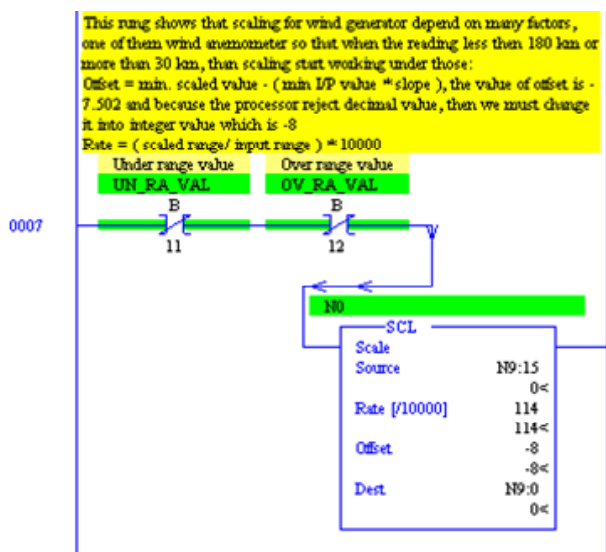 This rung shows that scaling for wind generator depend on many factors,
one of them wind anemometer so that when the reading less then 180 km or
more than 30 km, than scaling start working under those:
Offset = min. scaled value - ( min I/P value * slope ), the value of offset is -
7.502 and because the processor reject decimal value, then we must change
it into integer value which is -8
Rate = ( scaled range/ input range ) * 10000
Under range value Over range value
UN_RA_VAL OV_RA_VAL
B B
0007
11 12
N0
SCL
Scale
Source N9:15
0<
Rate [/10000] 114
114<
Offset -8
-8<
Dest N9:0
0<